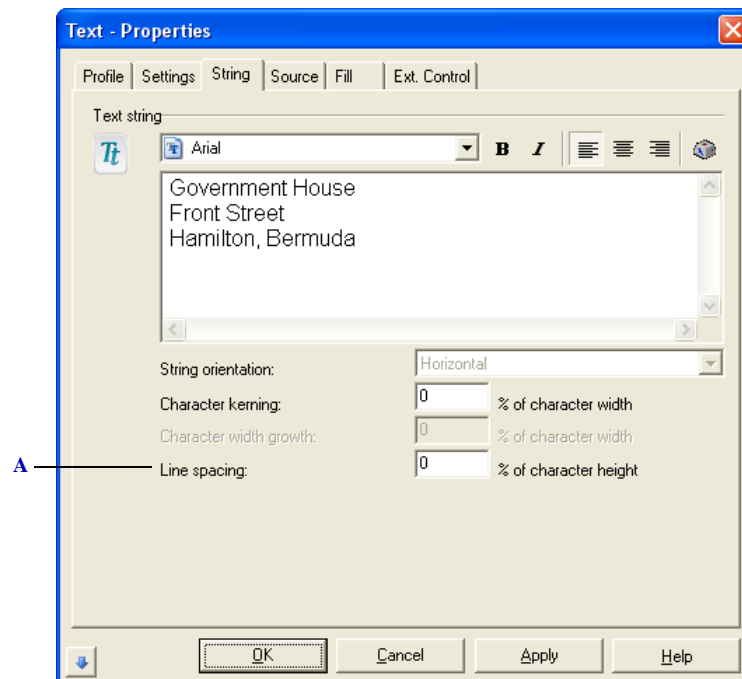 Text - Properties
Profile Settings String Source Fill Ext. Control
Text string
Tt
Arial B I
Government House
Front Street
Hamilton, Bermuda
String orientation: Horizontal
Character kerning: 0 % of character width
Character width growth: 0 % of character width
A Line spacing: 0 % of character height
OK Cancel Apply Help